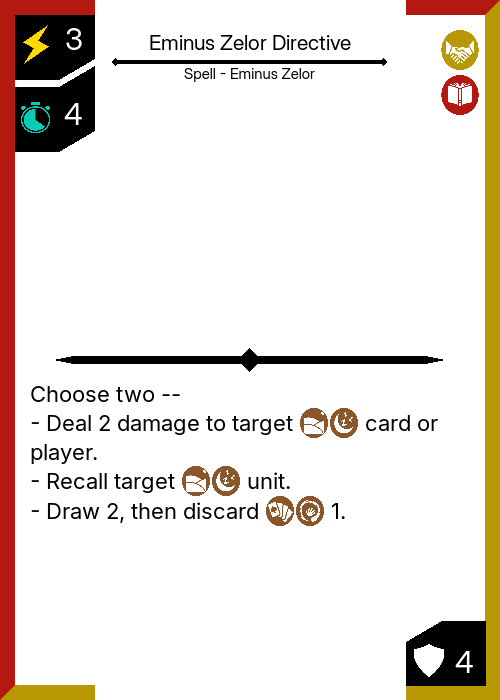 3
Eminus Zelor Directive
Spell - Eminus Zelor
4
Choose two --
- Deal 2 damage to target card or
player.
- Recall target unit.
- Draw 2, then discard 1.
4